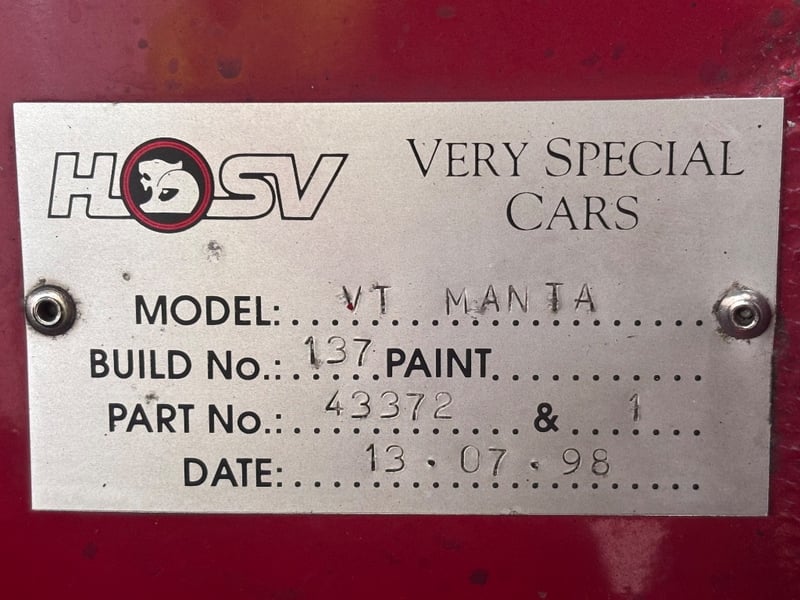 HSV
VERY SPECIAL
CARS
MODEL: VT MANTA
BUILD No.: 137 PAINT
PART No.: 43372 & 1
DATE: 13.07.98